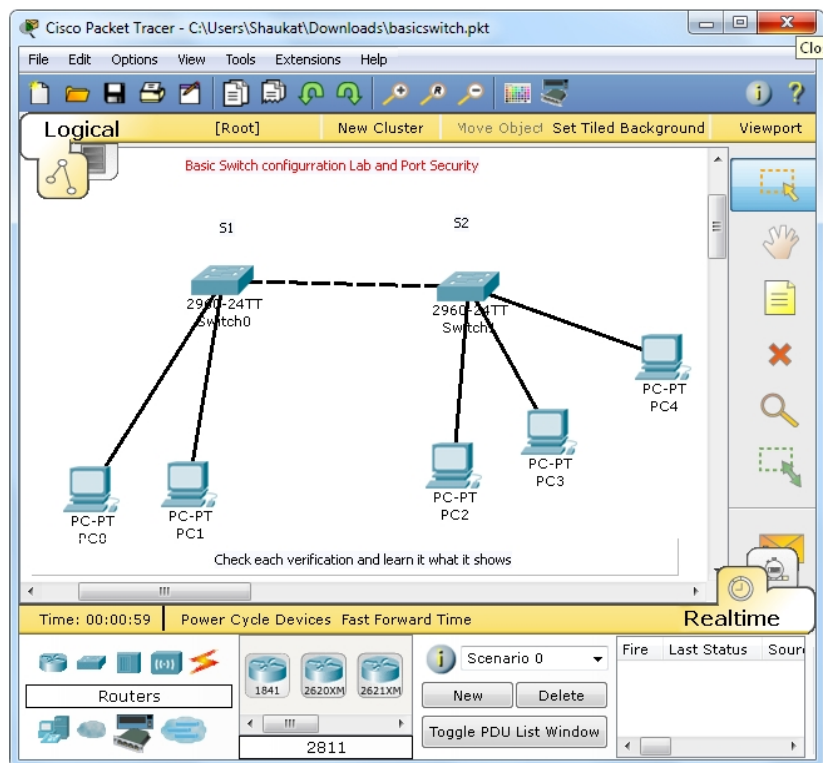 Cisco Packet Tracer - C:\Users\Shaukat\Downloads\basicswitch.pkt
Clo
File Edit Options View Tools Extensions Help
Logical [Root] New Cluster Move Object Set Tiled Background Viewport
Basic Switch configurration Lab and Port Security
S1 S2
2960-24TT
Switch0
2960-24TT
Switch1
PC-PT
PC4
PC-PT
PC3
PC-PT
PC2
PC-PT
PC1
PC-PT
PC0
Check each verification and learn it what it shows
Time: 00:00:59 Power Cycle Devices Fast Forward Time Realtime
Routers
1841 2620XM 2621XM
2811
Scenario 0
New Delete
Toggle PDU List Window
Fire Last Status Sour